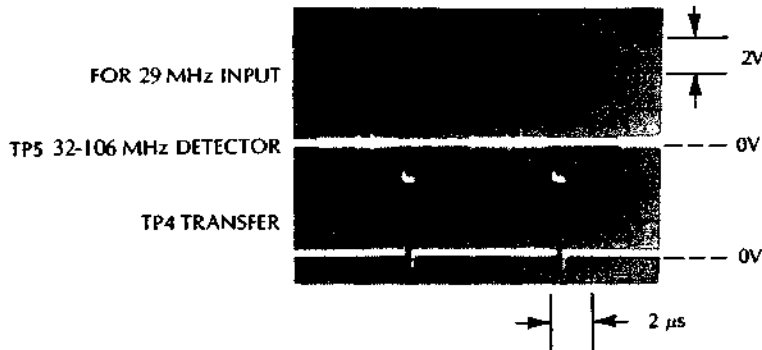 FOR 29 MHz INPUT
2V
TP5 32-106 MHz DETECTOR
0V
TP4 TRANSFER
0V
2 μs